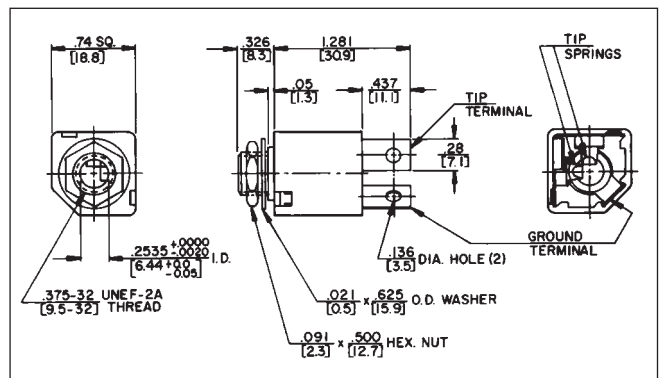 .74 SQ.
[18.8]
.326
[8.3]
1.281
[30.9]
.05
[1.3]
.437
[11.1]
TIP
TERMINAL
.28
[7.1]
TIP
SPRINGS
.2535 +.0000 -.0020 I.D.
[6.44 +0.0 -0.05]
.375-32 UNEF-2A
[9.5-32] THREAD
.136 DIA. HOLE (2)
[3.5]
GROUND
TERMINAL
.021 x .625 O.D. WASHER
[0.5] [15.9]
.091 x .500 HEX. NUT
[2.3] [12.7]